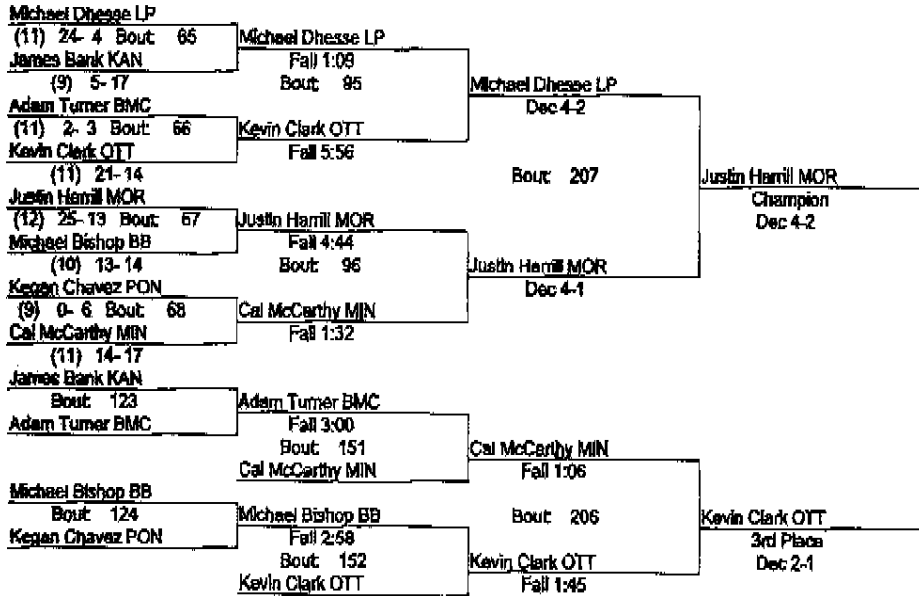 Michael Dhesse LP
(11) 24- 4 Bout: 65
James Bank KAN
(9) 5-17
Adam Turner BMC
(11) 2- 3 Bout: 66
Kevin Clark OTT
(11) 21-14
Justin Harrill MOR
(12) 25-13 Bout: 67
Michael Bishop BB
(10) 13-14
Kegan Chavez PON
(9) 0- 6 Bout: 68
Cal McCarthy MIN
(11) 14-17
Michael Dhesse LP
Fall 1:09
Bout: 95
Kevin Clark OTT
Fall 5:56
Justin Harrill MOR
Fall 4:44
Bout: 96
Cal McCarthy MIN
Fall 1:32
Michael Dhesse LP
Dec 4-2
Bout: 207
Justin Harrill MOR
Dec 4-1
Justin Harrill MOR
Champion
Dec 4-2
James Bank KAN
Bout: 123
Adam Turner BMC
Michael Bishop BB
Bout: 124
Kegan Chavez PON
Adam Turner BMC
Fall 3:00
Bout: 151
Cal McCarthy MIN
Michael Bishop BB
Fall 2:58
Bout: 152
Kevin Clark OTT
Cal McCarthy MIN
Fall 1:06
Bout: 206
Kevin Clark OTT
Fall 1:45
Kevin Clark OTT
3rd Place
Dec 2-1